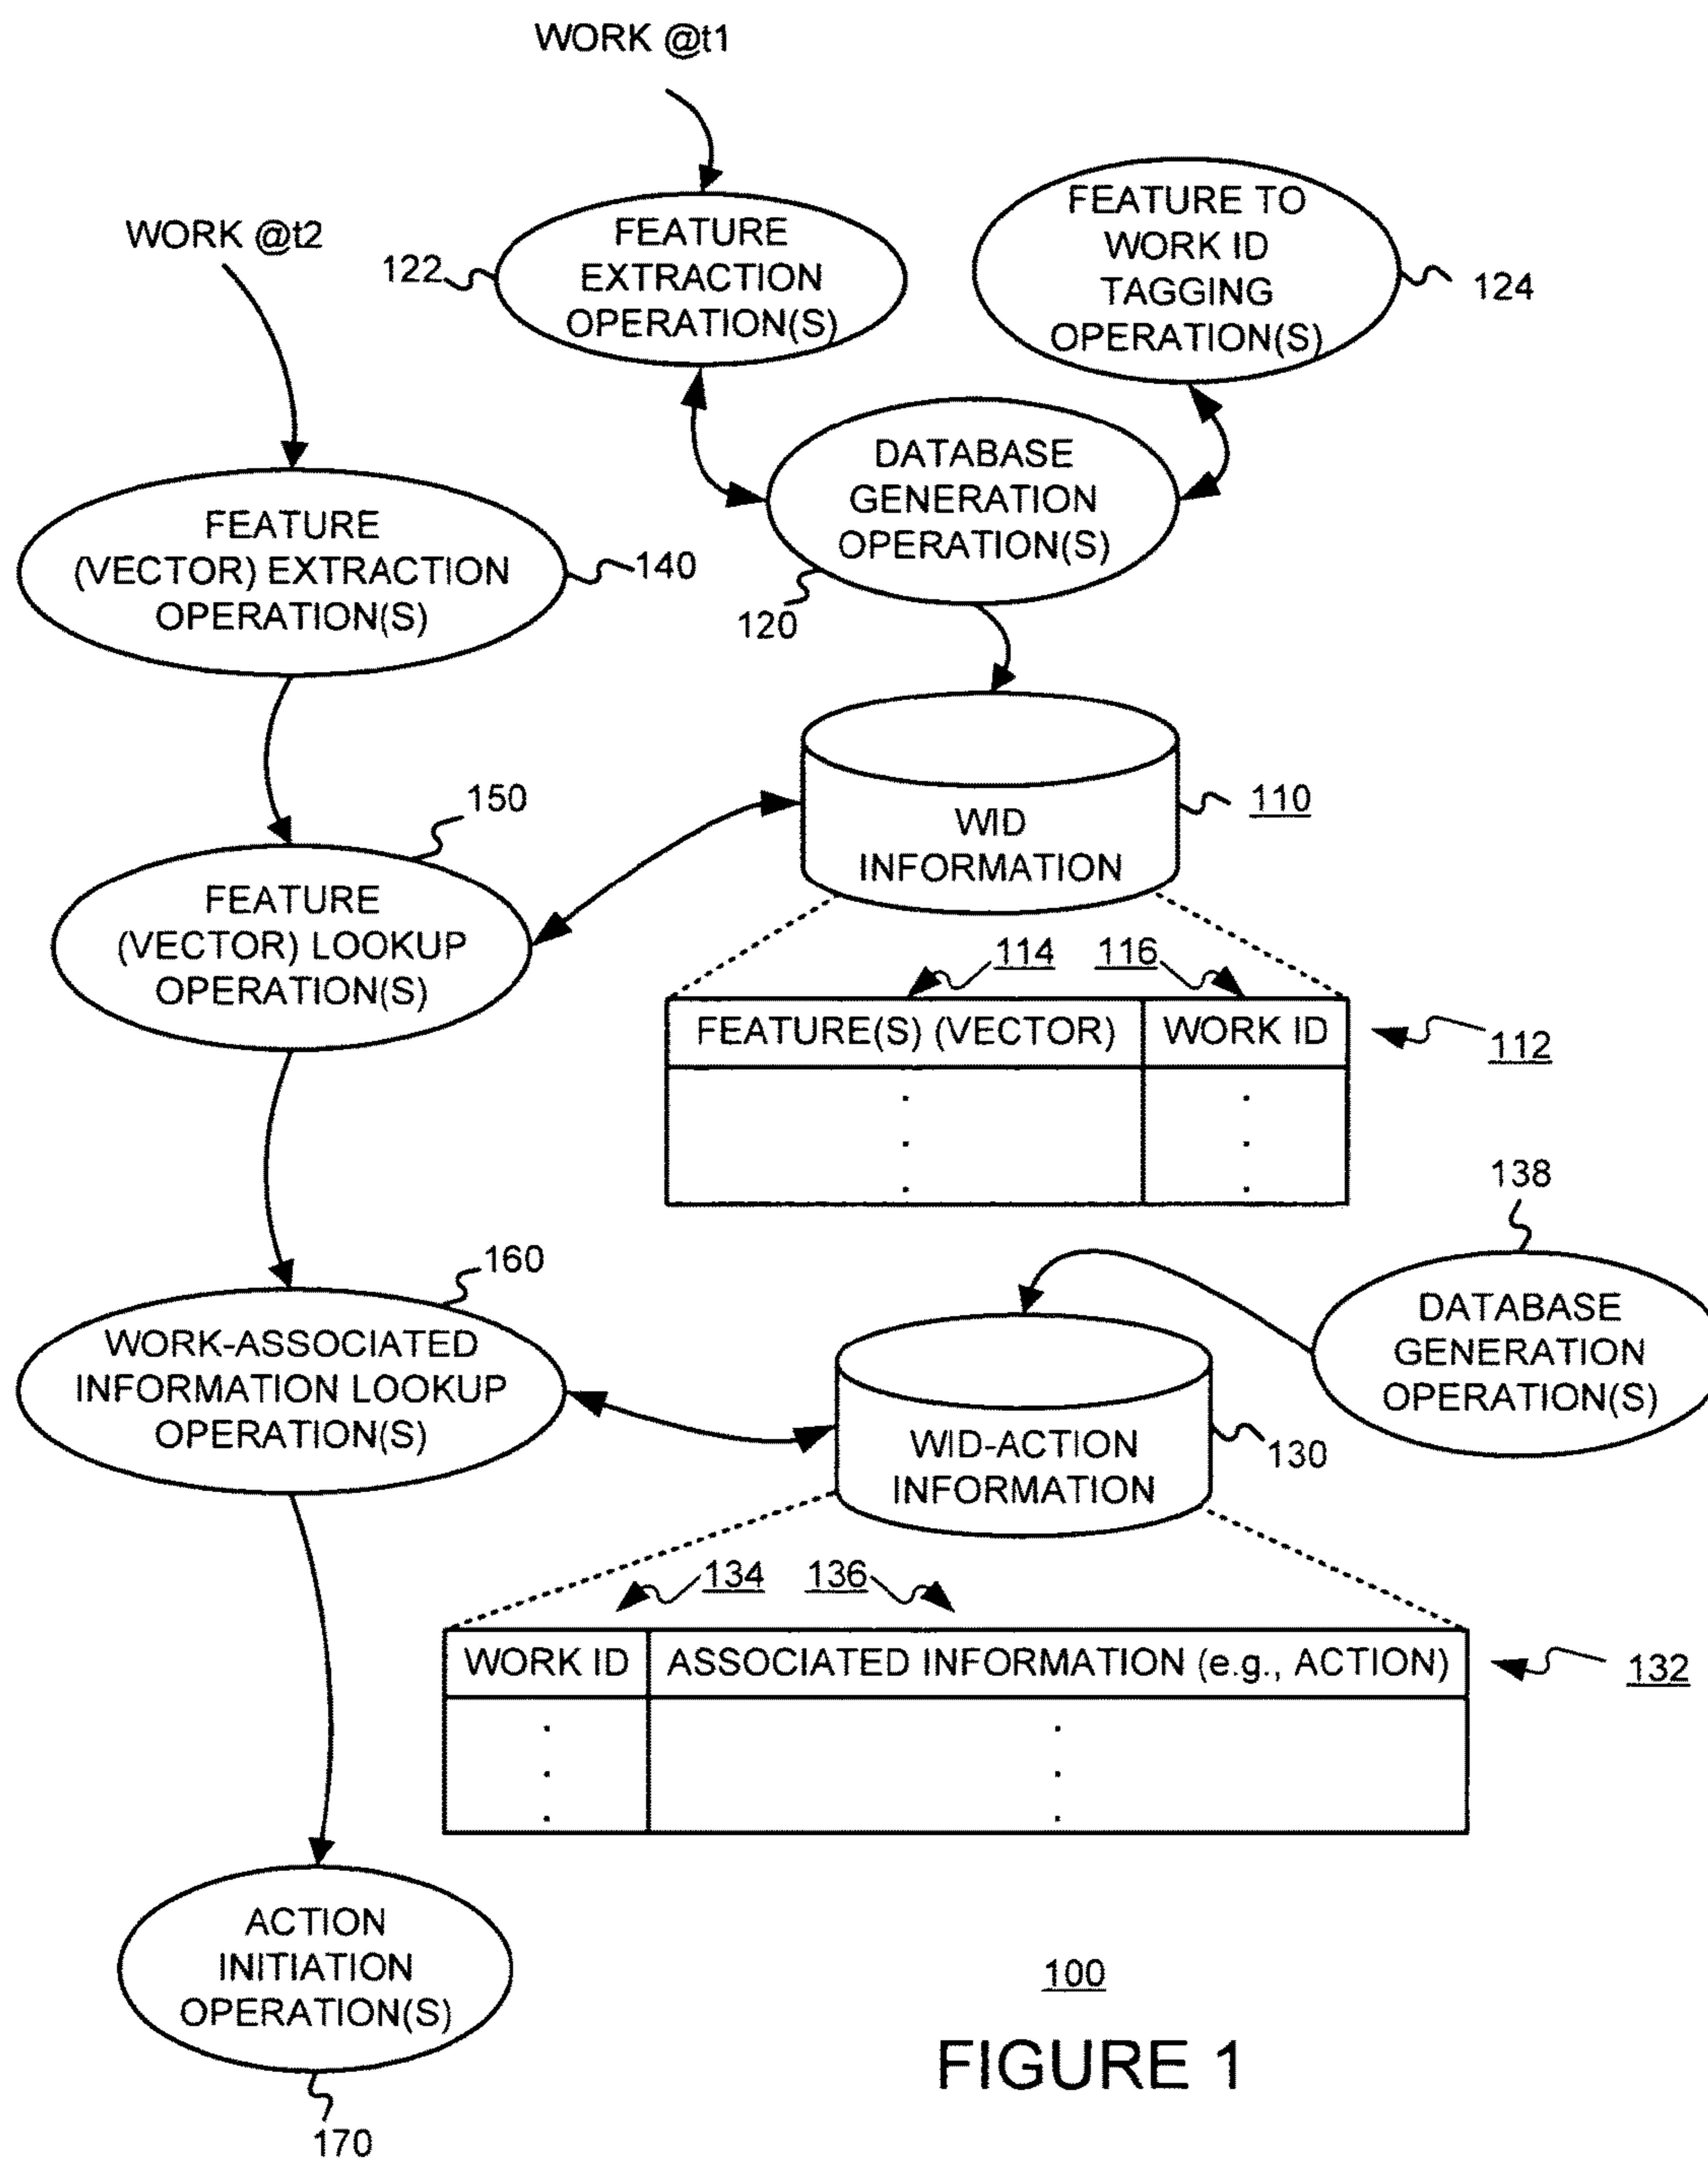 WORK @t1
WORK @t2
122
FEATURE
EXTRACTION
OPERATION(S)
FEATURE TO
WORK ID
TAGGING
OPERATION(S)
124
DATABASE
GENERATION
OPERATION(S)
120
FEATURE
(VECTOR) EXTRACTION
OPERATION(S)
140
150
WID
INFORMATION
110
FEATURE
(VECTOR) LOOKUP
OPERATION(S)
114
116
FEATURE(S) (VECTOR)
WORK ID
112
.
.
.
.
.
.
138
DATABASE
GENERATION
OPERATION(S)
160
WORK-ASSOCIATED
INFORMATION LOOKUP
OPERATION(S)
WID-ACTION
INFORMATION
130
134
136
WORK ID
ASSOCIATED INFORMATION (e.g., ACTION)
132
.
.
.
.
.
.
ACTION
INITIATION
OPERATION(S)
170
100
FIGURE 1